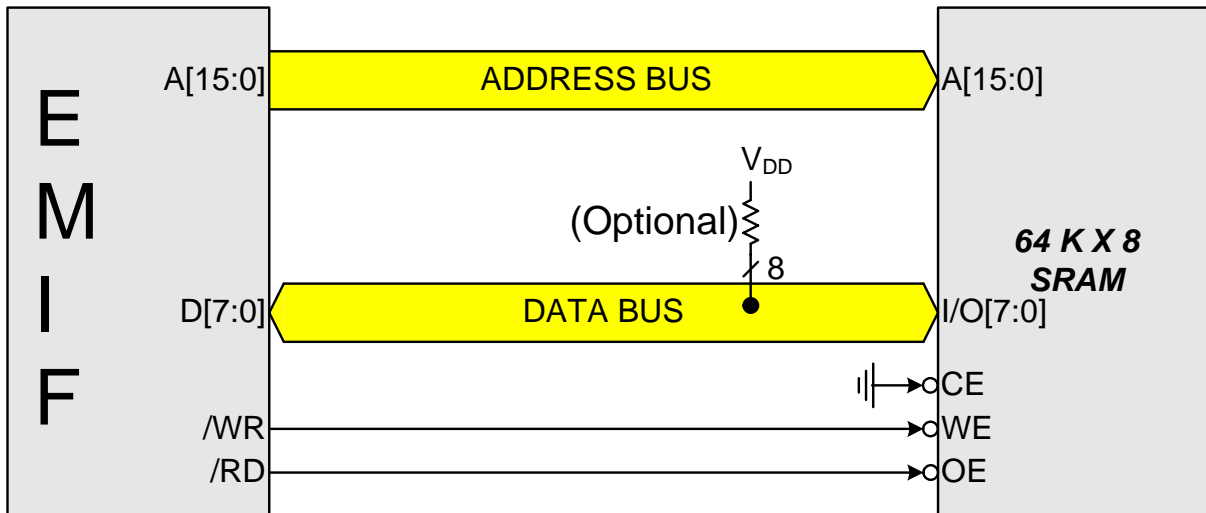 EMIF
A[15:0]
ADDRESS BUS
A[15:0]
VDD
(Optional)
8
64 K X 8
SRAM
D[7:0]
DATA BUS
I/O[7:0]
CE
/WR
WE
/RD
OE